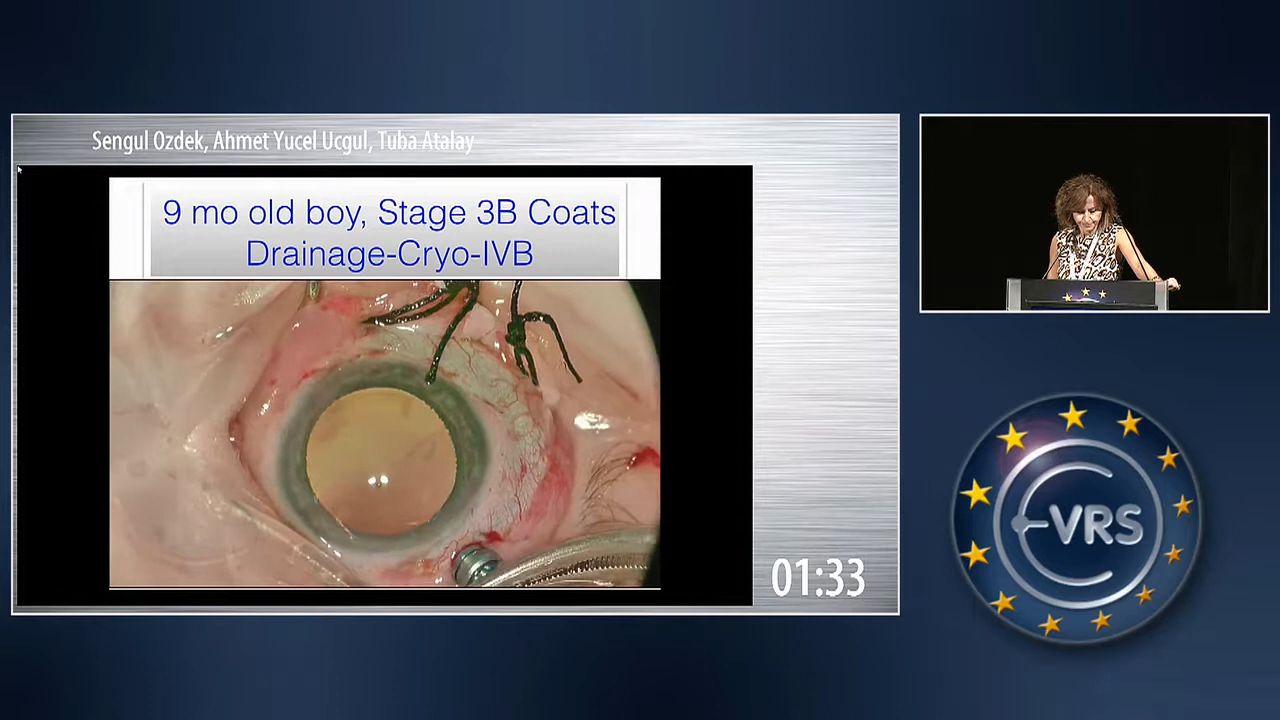 Sengul Ozdek, Ahmet Yucel Ucgul, Tuba Atalay
9 mo old boy, Stage 3B Coats
Drainage-Cryo-IVB
01:33
EVRS